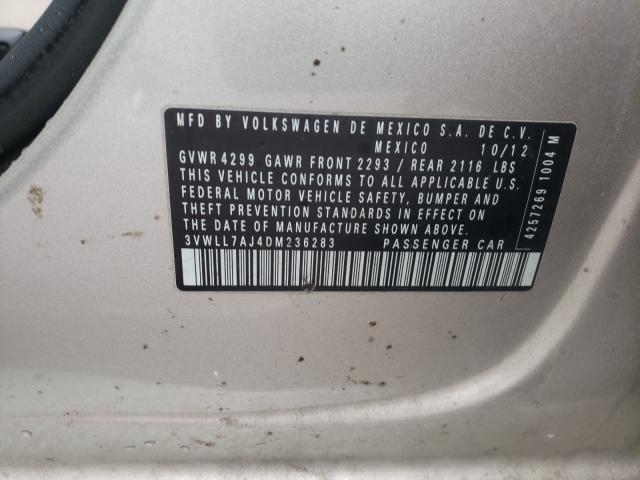 MFD BY VOLKSWAGEN DE MEXICO S.A. DE C.V.
MEXICO 10/12
GVWR 4299 GAWR FRONT 2293 / REAR 2116 LBS
THIS VEHICLE CONFORMS TO ALL APPLICABLE U.S.
FEDERAL MOTOR VEHICLE SAFETY, BUMPER AND
THEFT PREVENTION STANDARDS IN EFFECT ON
THE DATE OF MANUFACTURE SHOWN ABOVE.
3VWLL7AJ4DM236283 PASSENGER CAR
4257269 1004 M